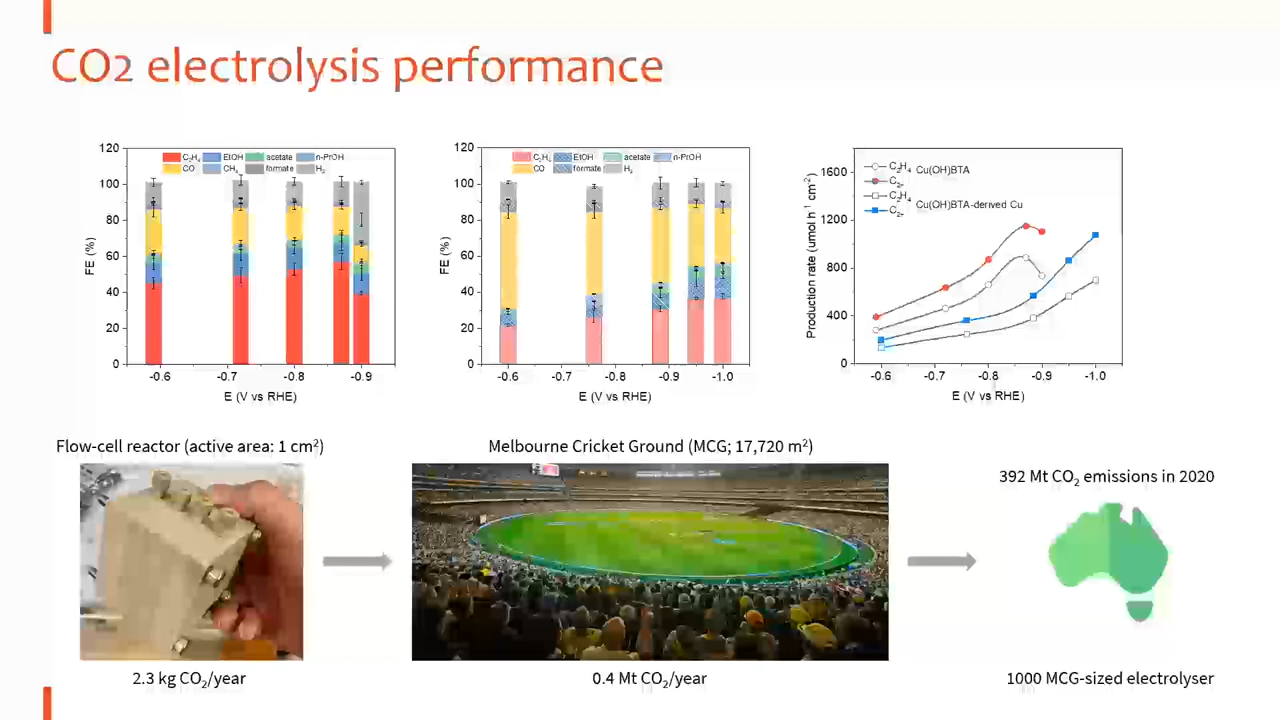 CO2 electrolysis performance
C₂H₄ EtOH acetate n-PrOH
CO CH₄ formate H₂
FE (%)
120
100
80
60
40
20
0
-0.6 -0.7 -0.8 -0.9
E (V vs RHE)
C₂H₄ EtOH acetate n-PrOH
CO formate H₂
FE (%)
120
100
80
60
40
20
0
-0.6 -0.7 -0.8 -0.9 -1.0
E (V vs RHE)
C₂H₄ Cu(OH)BTA
C₂₊
C₂H₄ Cu(OH)BTA-derived Cu
C₂₊
Production rate (umol h⁻¹ cm⁻²)
1600
1200
800
400
0
-0.6 -0.7 -0.8 -0.9 -1.0
E (V vs RHE)
Flow-cell reactor (active area: 1 cm²)
Melbourne Cricket Ground (MCG; 17,720 m²)
392 Mt CO₂ emissions in 2020
2.3 kg CO₂/year
0.4 Mt CO₂/year
1000 MCG-sized electrolyser